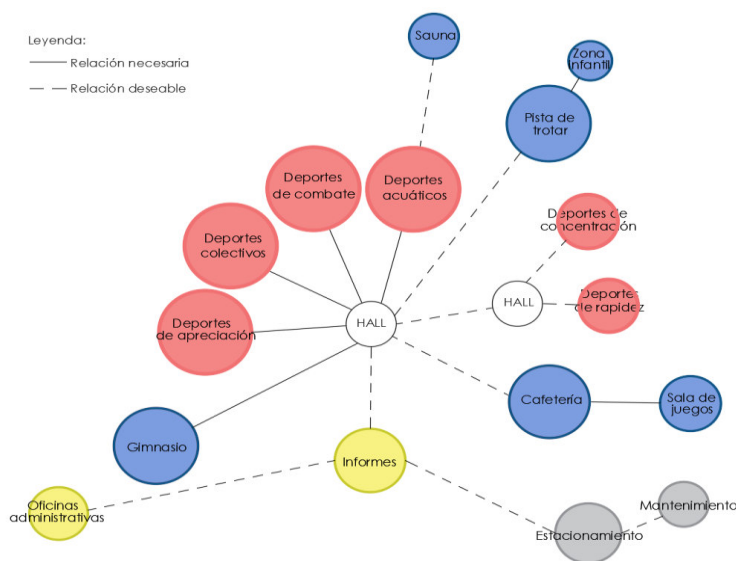 Leyenda:
Relación necesaria
Relación deseable
Sauna
Zona
Infantil
Pista de
trotar
Deportes
de combate
Deportes
acuáticos
Deportes
colectivos
Deportes de
concentración
Deportes
de apreciación
HALL
HALL
Deportes
de rapidez
Cafetería
Sala de
juegos
Gimnasio
Informes
Oficinas
administrativas
Estacionamiento
Mantenimiento